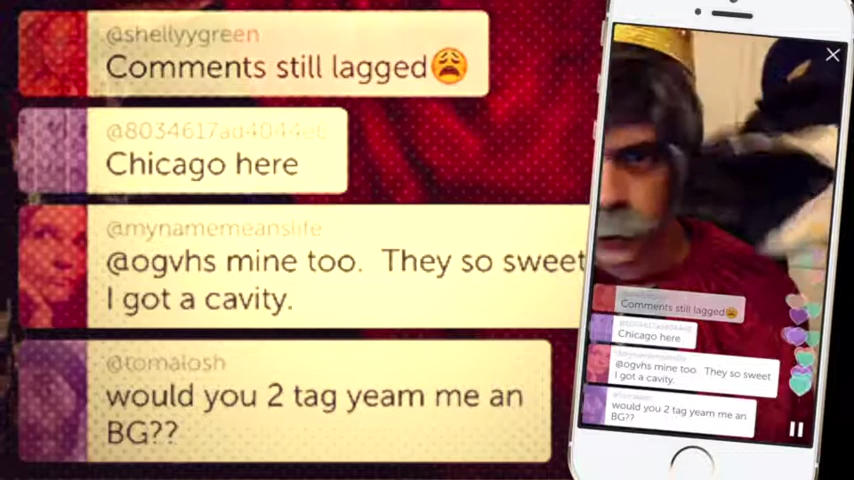 @shellyygreen
Comments still lagged😩
@8034617ad4044eb
Chicago here
@mynamemeanslife
@ogvhs mine too. They so sweet
I got a cavity.
@tomalosh
would you 2 tag yeam me an
BG??
Comments still lagged😩
Chicago here
@ogvhs mine too. They so sweet
I got a cavity.
would you 2 tag yeam me an
BG??